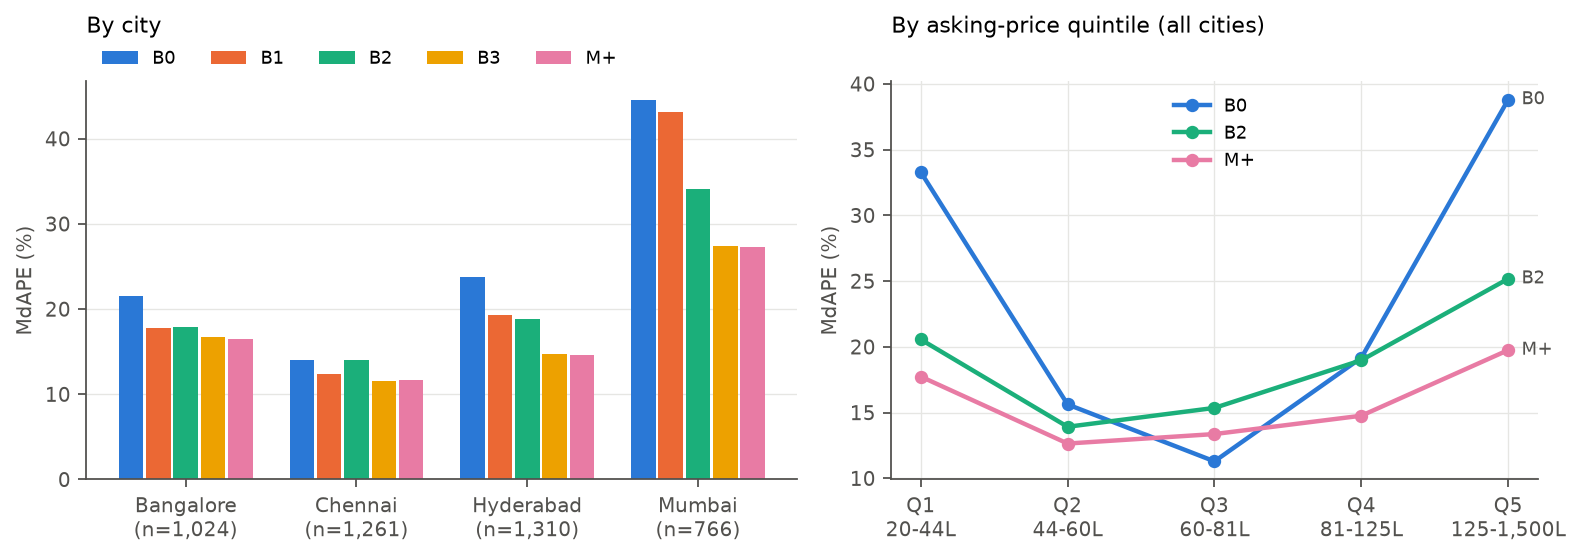 By city
B0 B1 B2 B3 M+
MdAPE (%)
40
30
20
10
0
Bangalore Chennai Hyderabad Mumbai
(n=1,024) (n=1,261) (n=1,310) (n=766)
By asking-price quintile (all cities)
B0
B2
M+
MdAPE (%)
40
35
30
25
20
15
10
B0
B2
M+
Q1 Q2 Q3 Q4 Q5
20-44L 44-60L 60-81L 81-125L 125-1,500L